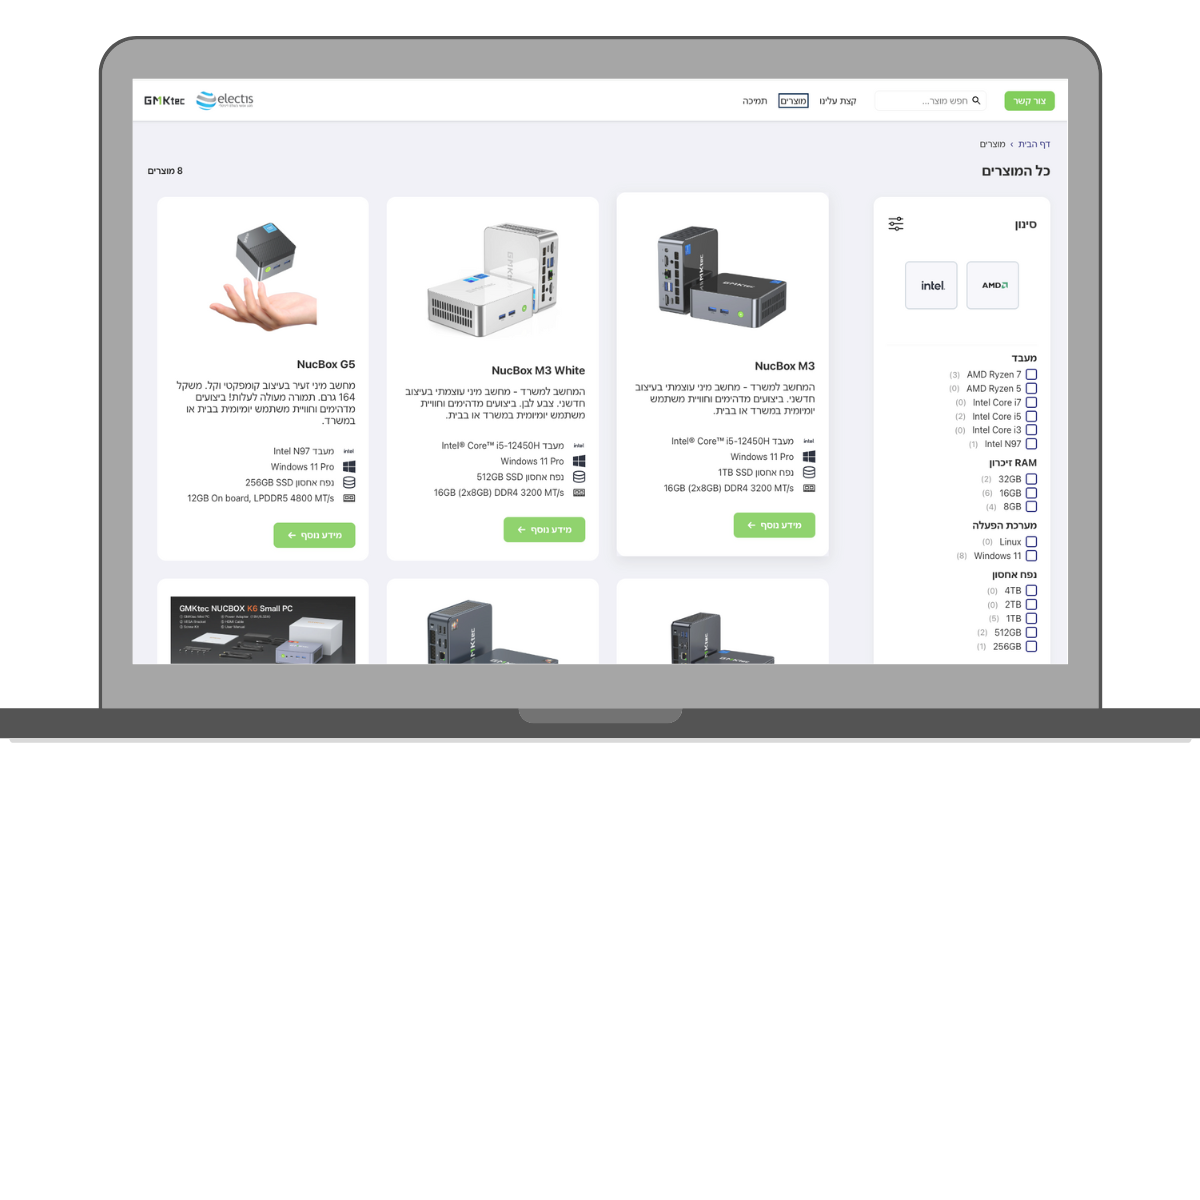 צור קשר
חפש מוצר...
קצת עלינו
מוצרים
תמיכה
electis
GMKtec
דף הבית › מוצרים
כל המוצרים
8 מוצרים
סינון
AMD
intel.
מעבד
AMD Ryzen 7 (3)
AMD Ryzen 5 (0)
Intel Core i7 (0)
Intel Core i5 (2)
Intel Core i3 (0)
Intel N97 (1)
RAM זיכרון
32GB (2)
16GB (6)
8GB (4)
מערכת הפעלה
Linux (0)
Windows 11 (8)
נפח אחסון
4TB (0)
2TB (0)
1TB (5)
512GB (2)
256GB (1)
GMKtec
NucBox M3
המחשב למשרד - מחשב מיני עוצמתי בעיצוב
חדשני. ביצועים מדהימים וחוויית משתמש
יומיומית במשרד או בבית.
intel מעבד Intel® Core™ i5-12450H
Windows 11 Pro
נפח אחסון 1TB SSD
16GB (2x8GB) DDR4 3200 MT/s
מידע נוסף ←
GMKtec
NucBox M3 White
המחשב למשרד - מחשב מיני עוצמתי בעיצוב
חדשני. צבע לבן. ביצועים מדהימים וחוויית
משתמש יומיומית במשרד או בבית.
intel מעבד Intel® Core™ i5-12450H
Windows 11 Pro
נפח אחסון 512GB SSD
16GB (2x8GB) DDR4 3200 MT/s
מידע נוסף ←
NucBox G5
מחשב מיני זעיר בעיצוב קומפקטי וקל. משקל
164 גרם. תמורה מעולה לעלות! ביצועים
מדהימים וחוויית משתמש יומיומית בבית או
במשרד.
intel מעבד Intel N97
Windows 11 Pro
נפח אחסון 256GB SSD
12GB On board, LPDDR5 4800 MT/s
מידע נוסף ←
GMKtec NUCBOX K6 Small PC